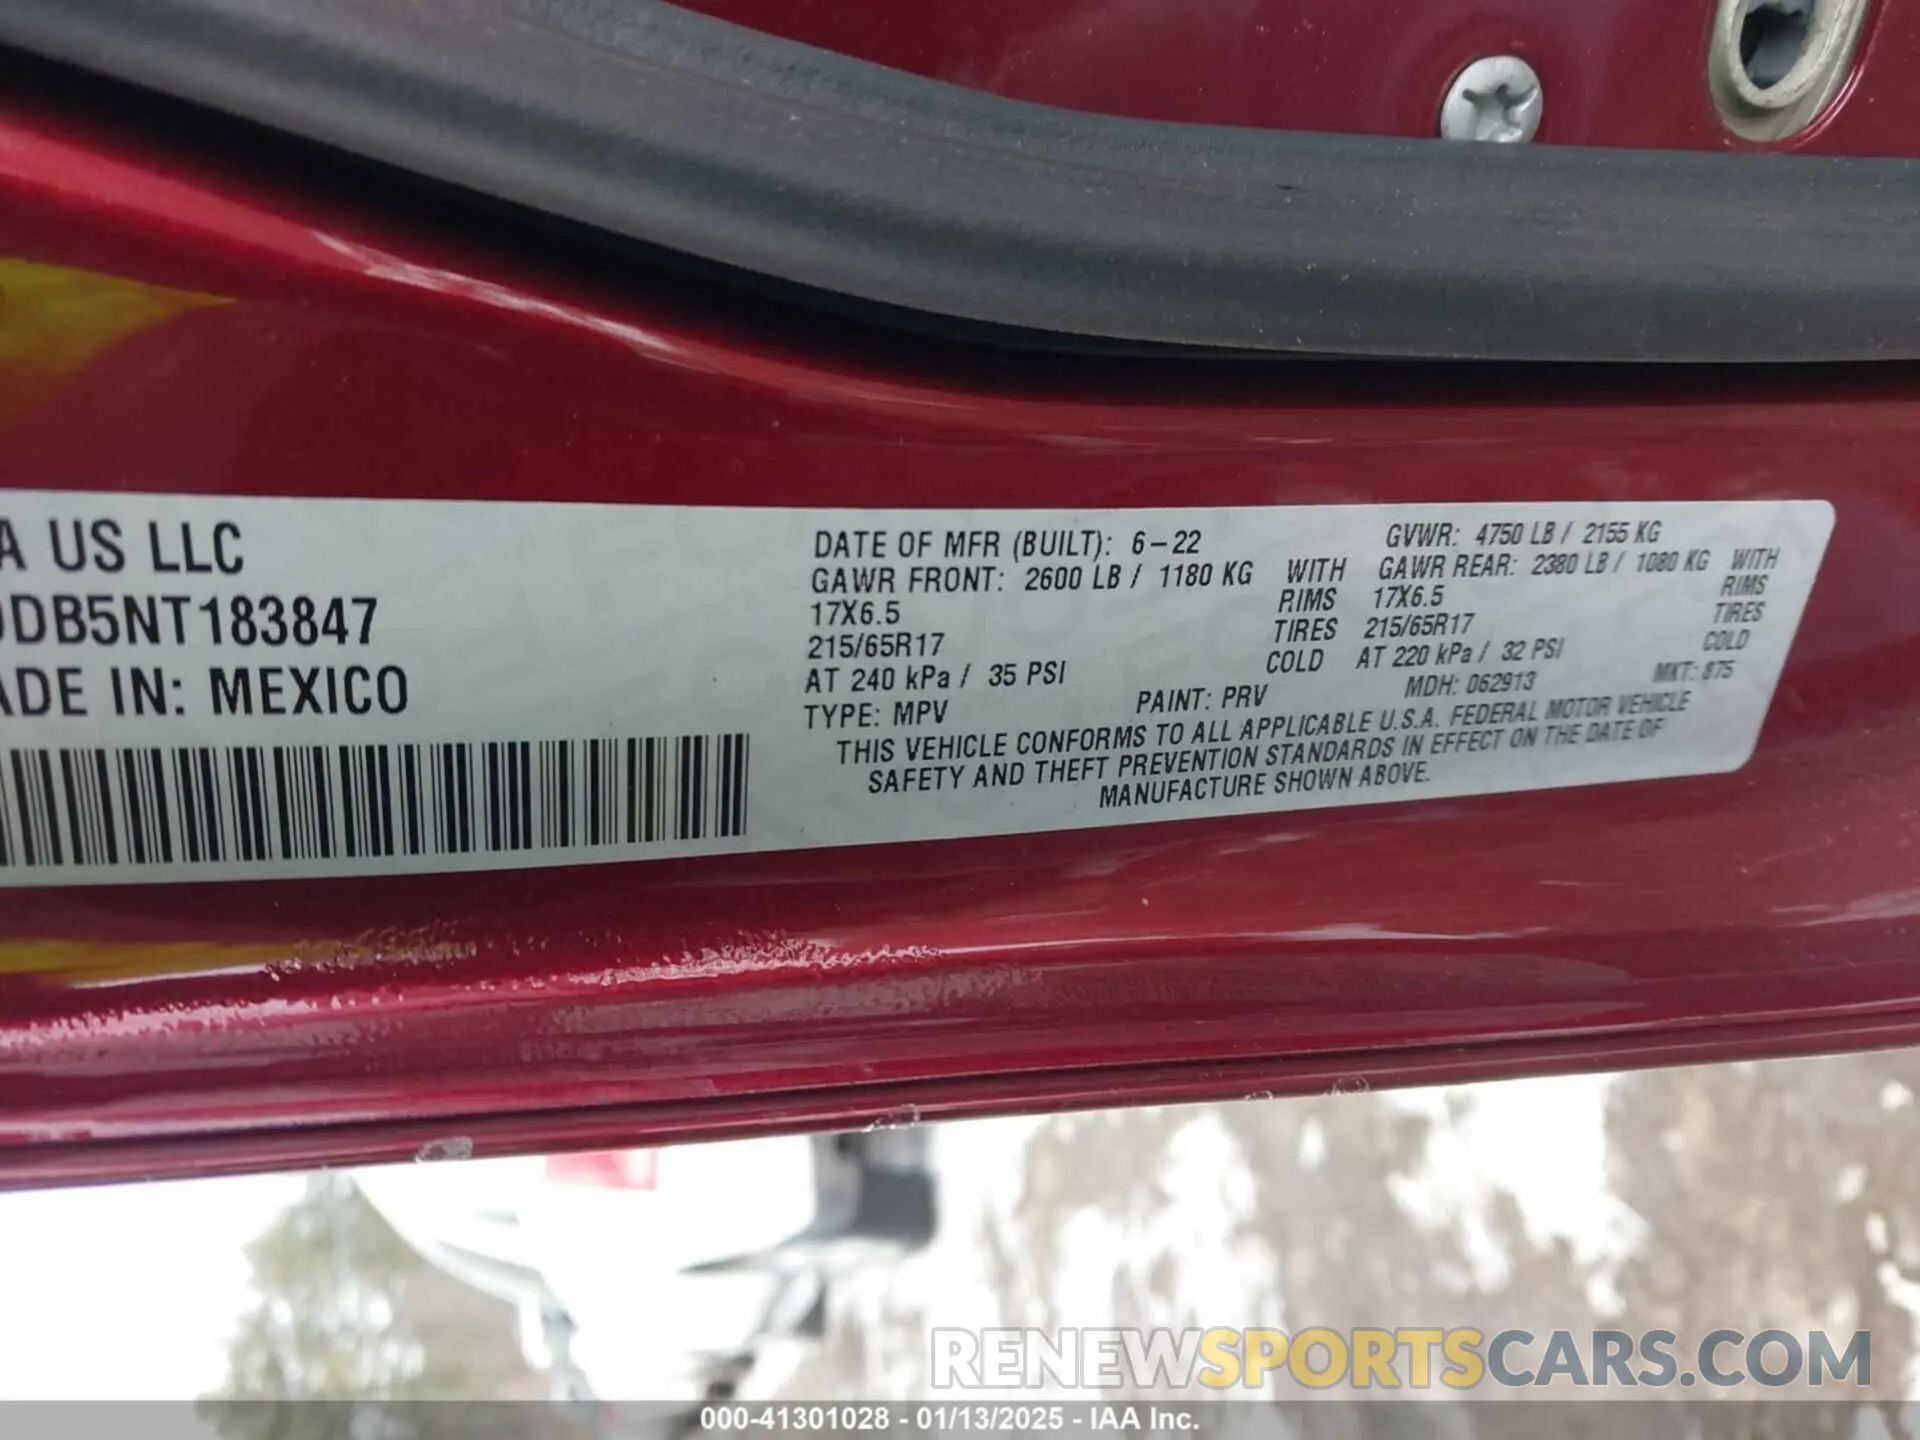 A US LLC
DDB5NT183847
ADE IN: MEXICO
DATE OF MFR (BUILT): 6-22 GVWR: 4750 LB / 2155 KG
GAWR FRONT: 2600 LB / 1180 KG WITH GAWR REAR: 2380 LB / 1080 KG WITH
17X6.5 RIMS 17X6.5 RIMS
215/65R17 TIRES 215/65R17 TIRES
AT 240 kPa / 35 PSI COLD AT 220 kPa / 32 PSI COLD
TYPE: MPV PAINT: PRV MDH: 062913 MKT: 875
THIS VEHICLE CONFORMS TO ALL APPLICABLE U.S.A. FEDERAL MOTOR VEHICLE
SAFETY AND THEFT PREVENTION STANDARDS IN EFFECT ON THE DATE OF
MANUFACTURE SHOWN ABOVE.
RENEWSPORTSCARS.COM
000-41301028 - 01/13/2025 - IAA Inc.